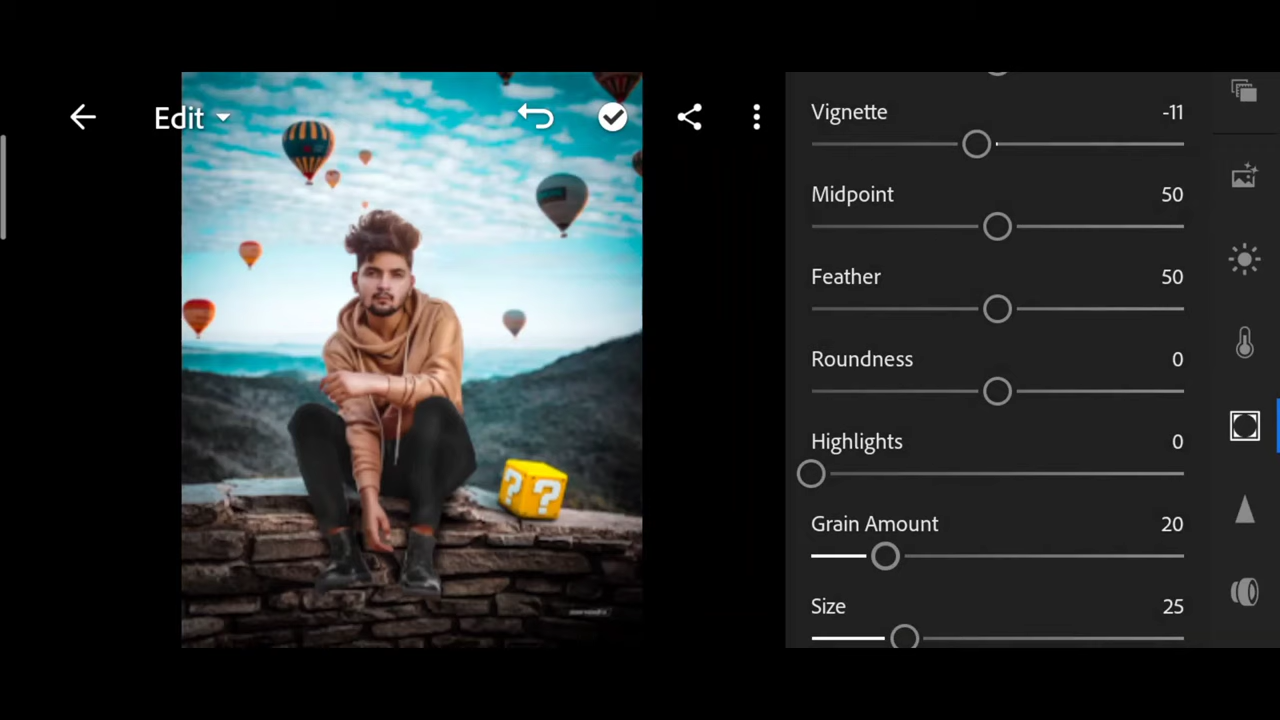 Edit
Vignette -11
Midpoint 50
Feather 50
Roundness 0
Highlights 0
Grain Amount 20
Size 25
? ?